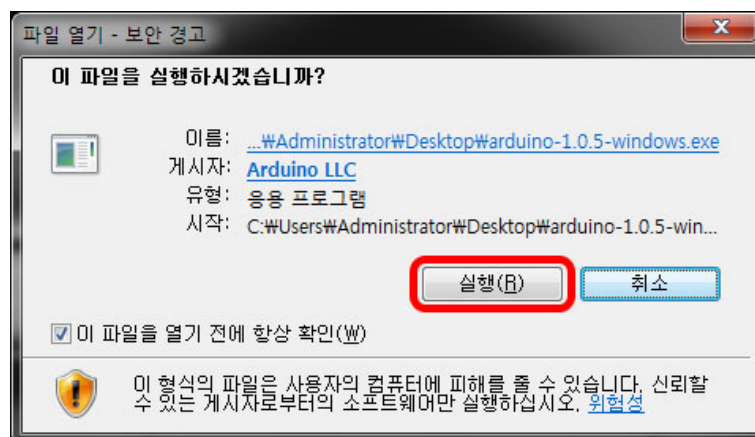 파일 열기 - 보안 경고
이 파일을 실행하시겠습니까?
이름: ...₩Administrator₩Desktop₩arduino-1.0.5-windows.exe
게시자: Arduino LLC
유형: 응용 프로그램
시작: C:₩Users₩Administrator₩Desktop₩arduino-1.0.5-win...
실행(R) 취소
이 파일을 열기 전에 항상 확인(W)
이 형식의 파일은 사용자의 컴퓨터에 피해를 줄 수 있습니다. 신뢰할
수 있는 게시자로부터의 소프트웨어만 실행하십시오. 위험성